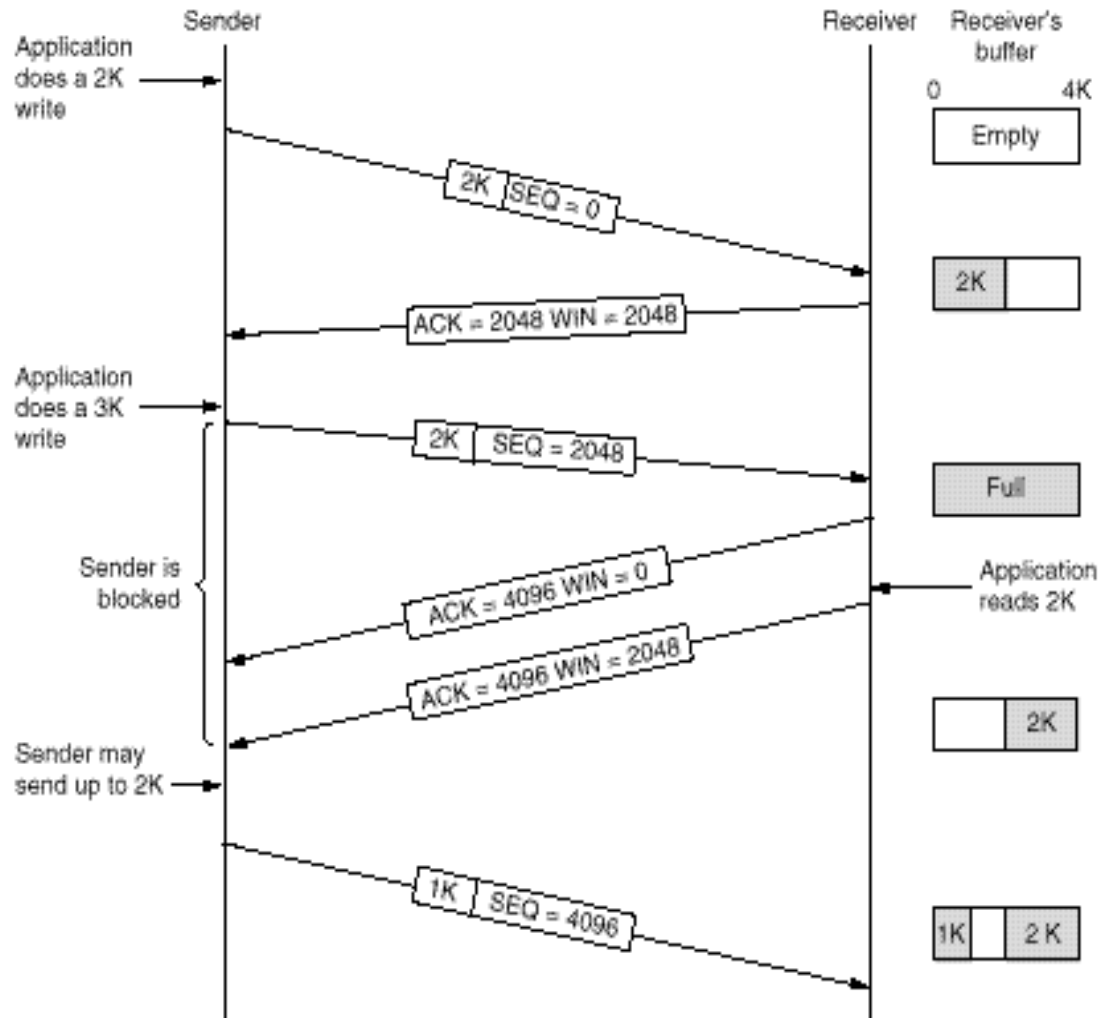 Sender
Receiver
Receiver's
buffer
Application
does a 2K
write
0
4K
Empty
2K
SEQ = 0
2K
ACK = 2048 WIN = 2048
Application
does a 3K
write
2K
SEQ = 2048
Full
Sender is
blocked
ACK = 4096 WIN = 0
Application
reads 2K
ACK = 4096 WIN = 2048
2K
Sender may
send up to 2K
1K
SEQ = 4096
1K
2 K